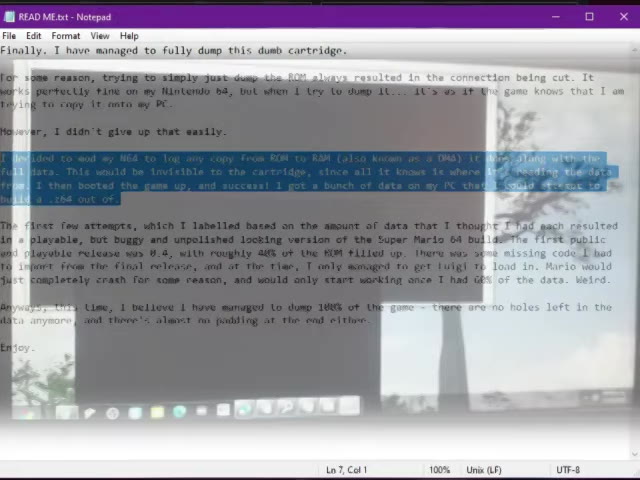 READ ME.txt - Notepad
File Edit Format View Help
Finally. I have managed to fully dump this dumb cartridge.
For some reason, trying to simply just dump the ROM always resulted in the connection being cut. It
works perfectly fine on my Nintendo 64, but when I try to dump it... it's as if the game knows that I am
trying to copy it onto my PC.
However, I didn't give up that easily.
I decided to mod my N64 to log any copy from ROM to RAM (also known as a DMA) it did, along with the
full data. This would be invisible to the cartridge, since all it knows is where it's sending the data
from. I then booted the game up, and success! I got a bunch of data on my PC that I could attempt to
build a .z64 out of.
The first few attempts, which I labelled based on the amount of data that I thought I had each resulted
in a playable, but buggy and unpolished looking version of the Super Mario 64 build. The first public
and playable release was 0.4, with roughly 40% of the ROM filled up. There was some missing code I had
to import from the final release, and at the time, I only managed to get Luigi to load in. Mario would
just completely crash for some reason, and would only start working once I had 60% of the data. Weird.
Anyways, this time, I believe I have managed to dump 100% of the game - there are no holes left in the
data anymore, and there's almost no padding at the end either.
Enjoy.
Ln 7, Col 1 100% Unix (LF) UTF-8